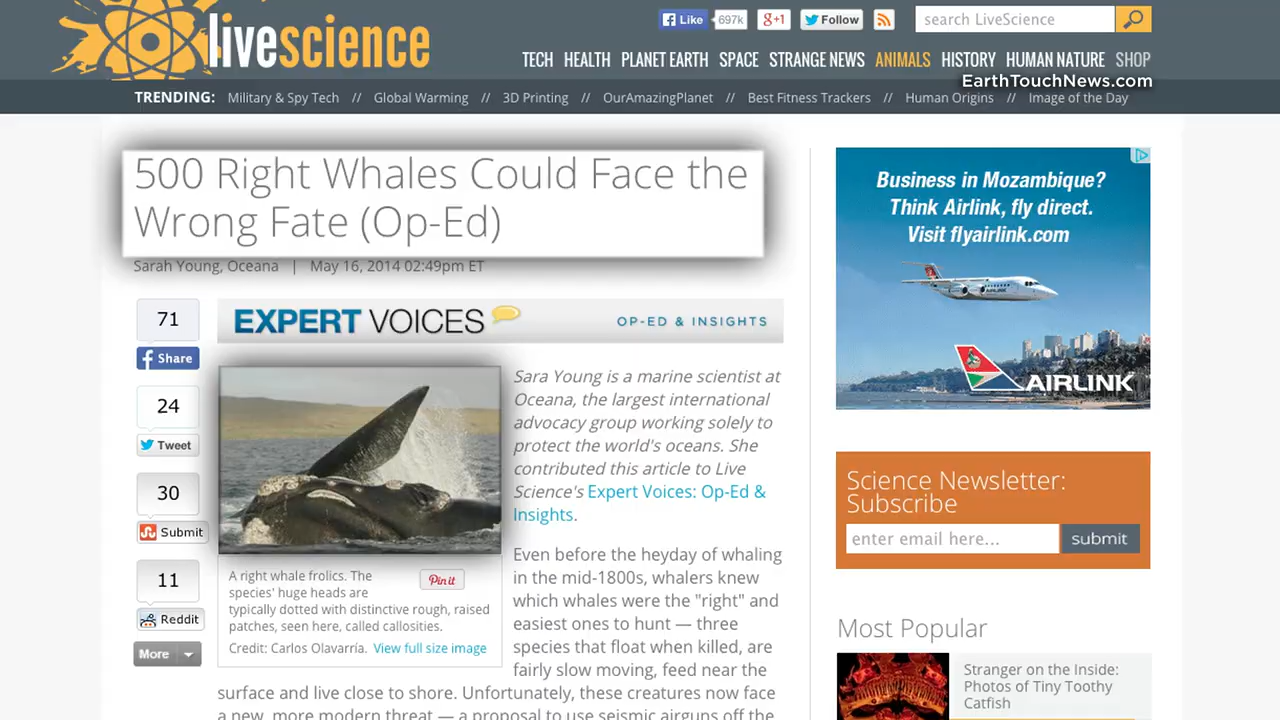 livescience
Like 697k
g+1
Follow
search LiveScience
TECH HEALTH PLANET EARTH SPACE STRANGE NEWS ANIMALS HISTORY HUMAN NATURE SHOP
EarthTouchNews.com
TRENDING: Military & Spy Tech // Global Warming // 3D Printing // OurAmazingPlanet // Best Fitness Trackers // Human Origins // Image of the Day
500 Right Whales Could Face the
Wrong Fate (Op-Ed)
Sarah Young, Oceana | May 16, 2014 02:49pm ET
71
Share
24
Tweet
30
Submit
11
Reddit
More
EXPERT VOICES
OP-ED & INSIGHTS
A right whale frolics. The
species' huge heads are
typically dotted with distinctive rough, raised
patches, seen here, called callosities.
Credit: Carlos Olavarría. View full size image
Pin it
Sara Young is a marine scientist at
Oceana, the largest international
advocacy group working solely to
protect the world's oceans. She
contributed this article to Live
Science's Expert Voices: Op-Ed &
Insights.
Even before the heyday of whaling
in the mid-1800s, whalers knew
which whales were the "right" and
easiest ones to hunt — three
species that float when killed, are
fairly slow moving, feed near the
surface and live close to shore. Unfortunately, these creatures now face
a new, more modern threat — a proposal to use seismic airguns off the
Business in Mozambique?
Think Airlink, fly direct.
Visit flyairlink.com
AIRLINK
AIRLINK
Science Newsletter:
Subscribe
enter email here...
submit
Most Popular
Stranger on the Inside:
Photos of Tiny Toothy
Catfish